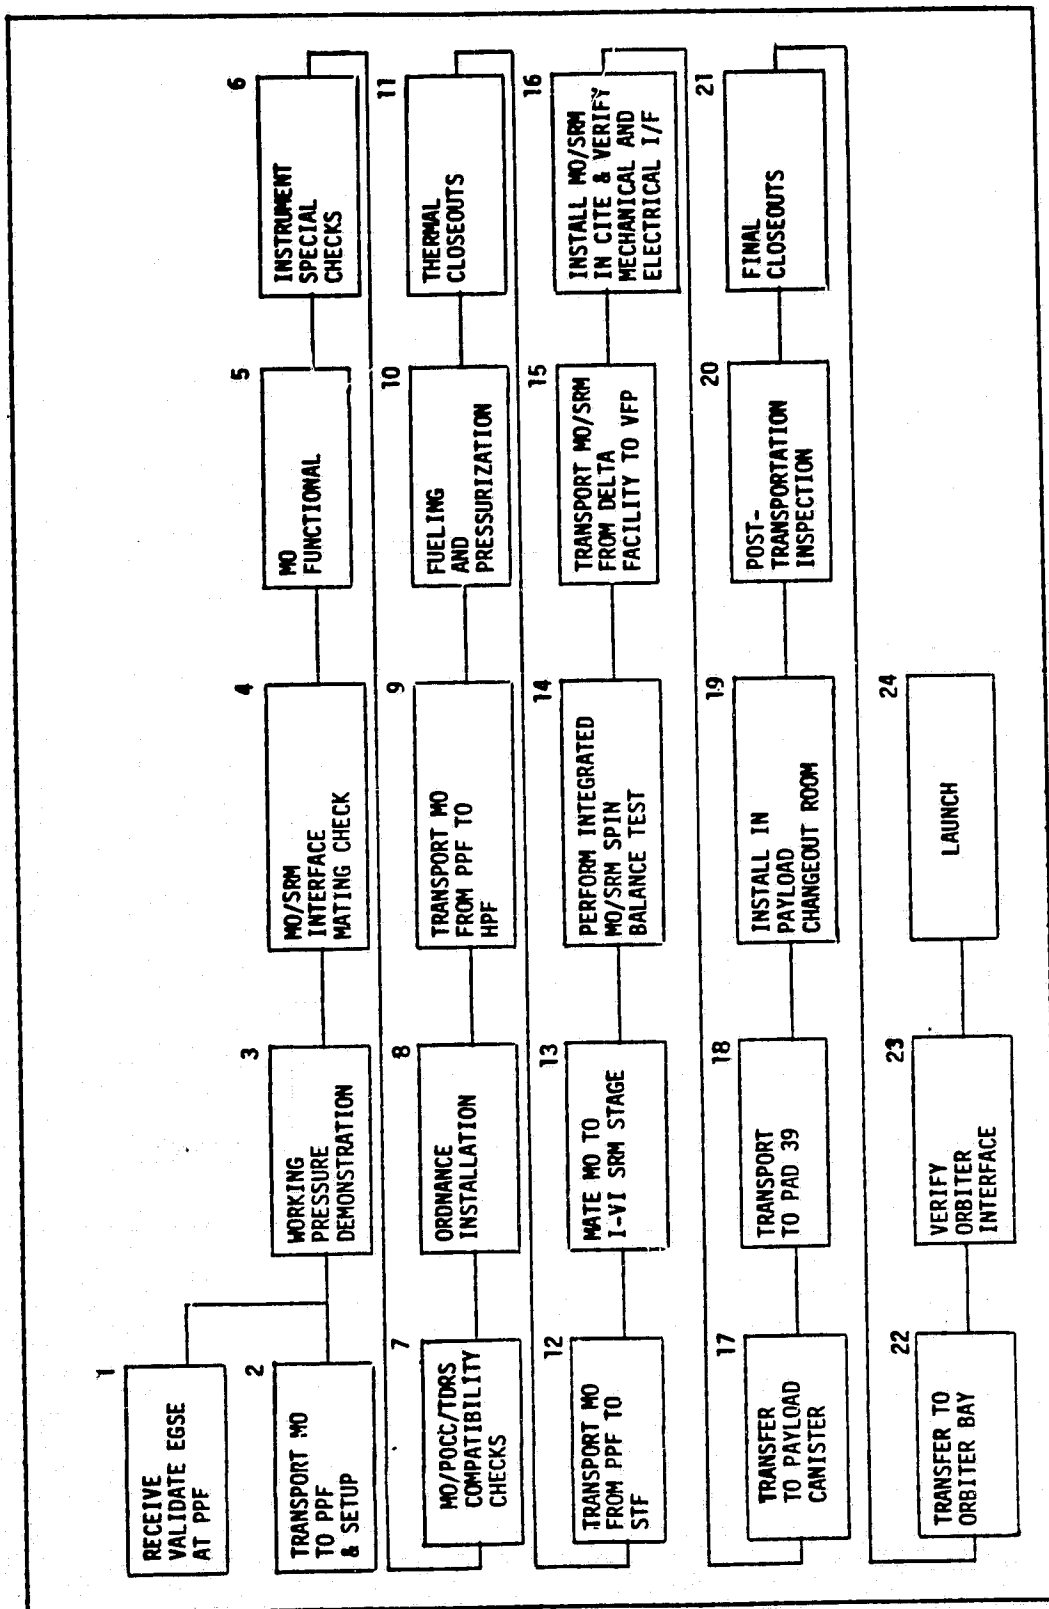 1
RECEIVE
VALIDATE EGSE
AT PPF
2
TRANSPORT MO
TO PPF
& SETUP
3
WORKING
PRESSURE
DEMONSTRATION
4
MO/SRM
INTERFACE
MATING CHECK
5
MO
FUNCTIONAL
6
INSTRUMENT
SPECIAL
CHECKS
7
MO/POCC/TDRS
COMPATIBILITY
CHECKS
8
ORDNANCE
INSTALLATION
9
TRANSPORT MO
FROM PPF TO
HPF
10
FUELING
AND
PRESSURIZATION
11
THERMAL
CLOSEOUTS
12
TRANSPORT MO
FROM PPF TO
STF
13
MATE MO TO
I-VI SRM STAGE
14
PERFORM INTEGRATED
MO/SRM SPIN
BALANCE TEST
15
TRANSPORT MO/SRM
FROM DELTA
FACILITY TO VFP
16
INSTALL MO/SRM
IN CITE & VERIFY
MECHANICAL AND
ELECTRICAL I/F
17
TRANSFER
TO PAYLOAD
CANISTER
18
TRANSPORT
TO PAD 39
19
INSTALL IN
PAYLOAD
CHANGEOUT ROOM
20
POST-
TRANSPORTATION
INSPECTION
21
FINAL
CLOSEOUTS
22
TRANSFER TO
ORBITER BAY
23
VERIFY
ORBITER
INTERFACE
24
LAUNCH